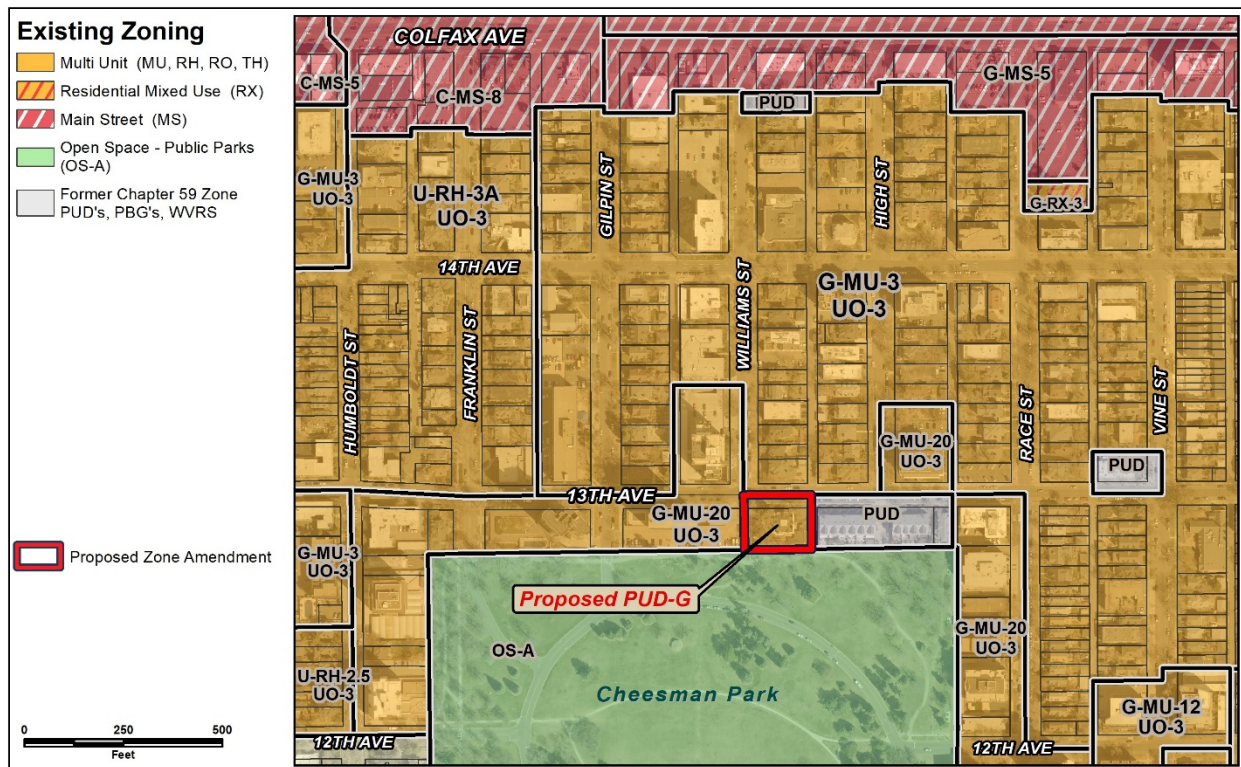 Existing Zoning
Multi Unit (MU, RH, RO, TH)
Residential Mixed Use (RX)
Main Street (MS)
Open Space - Public Parks
(OS-A)
Former Chapter 59 Zone
PUD's, PBG's, WVRS
Proposed Zone Amendment
0 250 500
Feet
COLFAX AVE
C-MS-5
C-MS-8
G-MS-5
PUD
G-MU-3
UO-3
U-RH-3A
UO-3
GILPIN ST
HIGH ST
G-RX-3
14TH AVE
WILLIAMS ST
G-MU-3
UO-3
HUMBOLDT ST
FRANKLIN ST
RACE ST
VINE ST
G-MU-20
UO-3
PUD
13TH AVE
G-MU-20
UO-3
PUD
G-MU-3
UO-3
Proposed PUD-G
OS-A
G-MU-20
UO-3
U-RH-2.5
UO-3
Cheesman Park
G-MU-12
UO-3
12TH AVE
12TH AVE